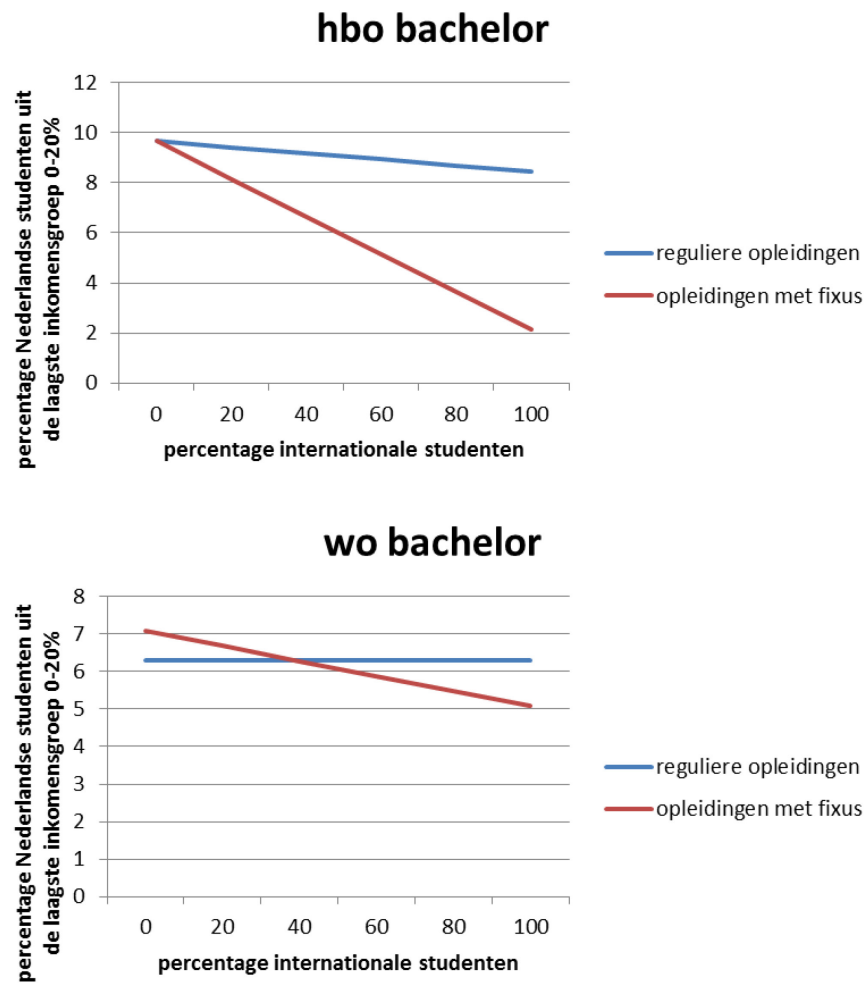 hbo bachelor
percentage Nederlandse studenten uit
de laagste inkomensgroep 0-20%
12
10
8
6
4
2
0
0 20 40 60 80 100
percentage internationale studenten
reguliere opleidingen
opleidingen met fixus
wo bachelor
percentage Nederlandse studenten uit
de laagste inkomensgroep 0-20%
8
7
6
5
4
3
2
1
0
0 20 40 60 80 100
percentage internationale studenten
reguliere opleidingen
opleidingen met fixus